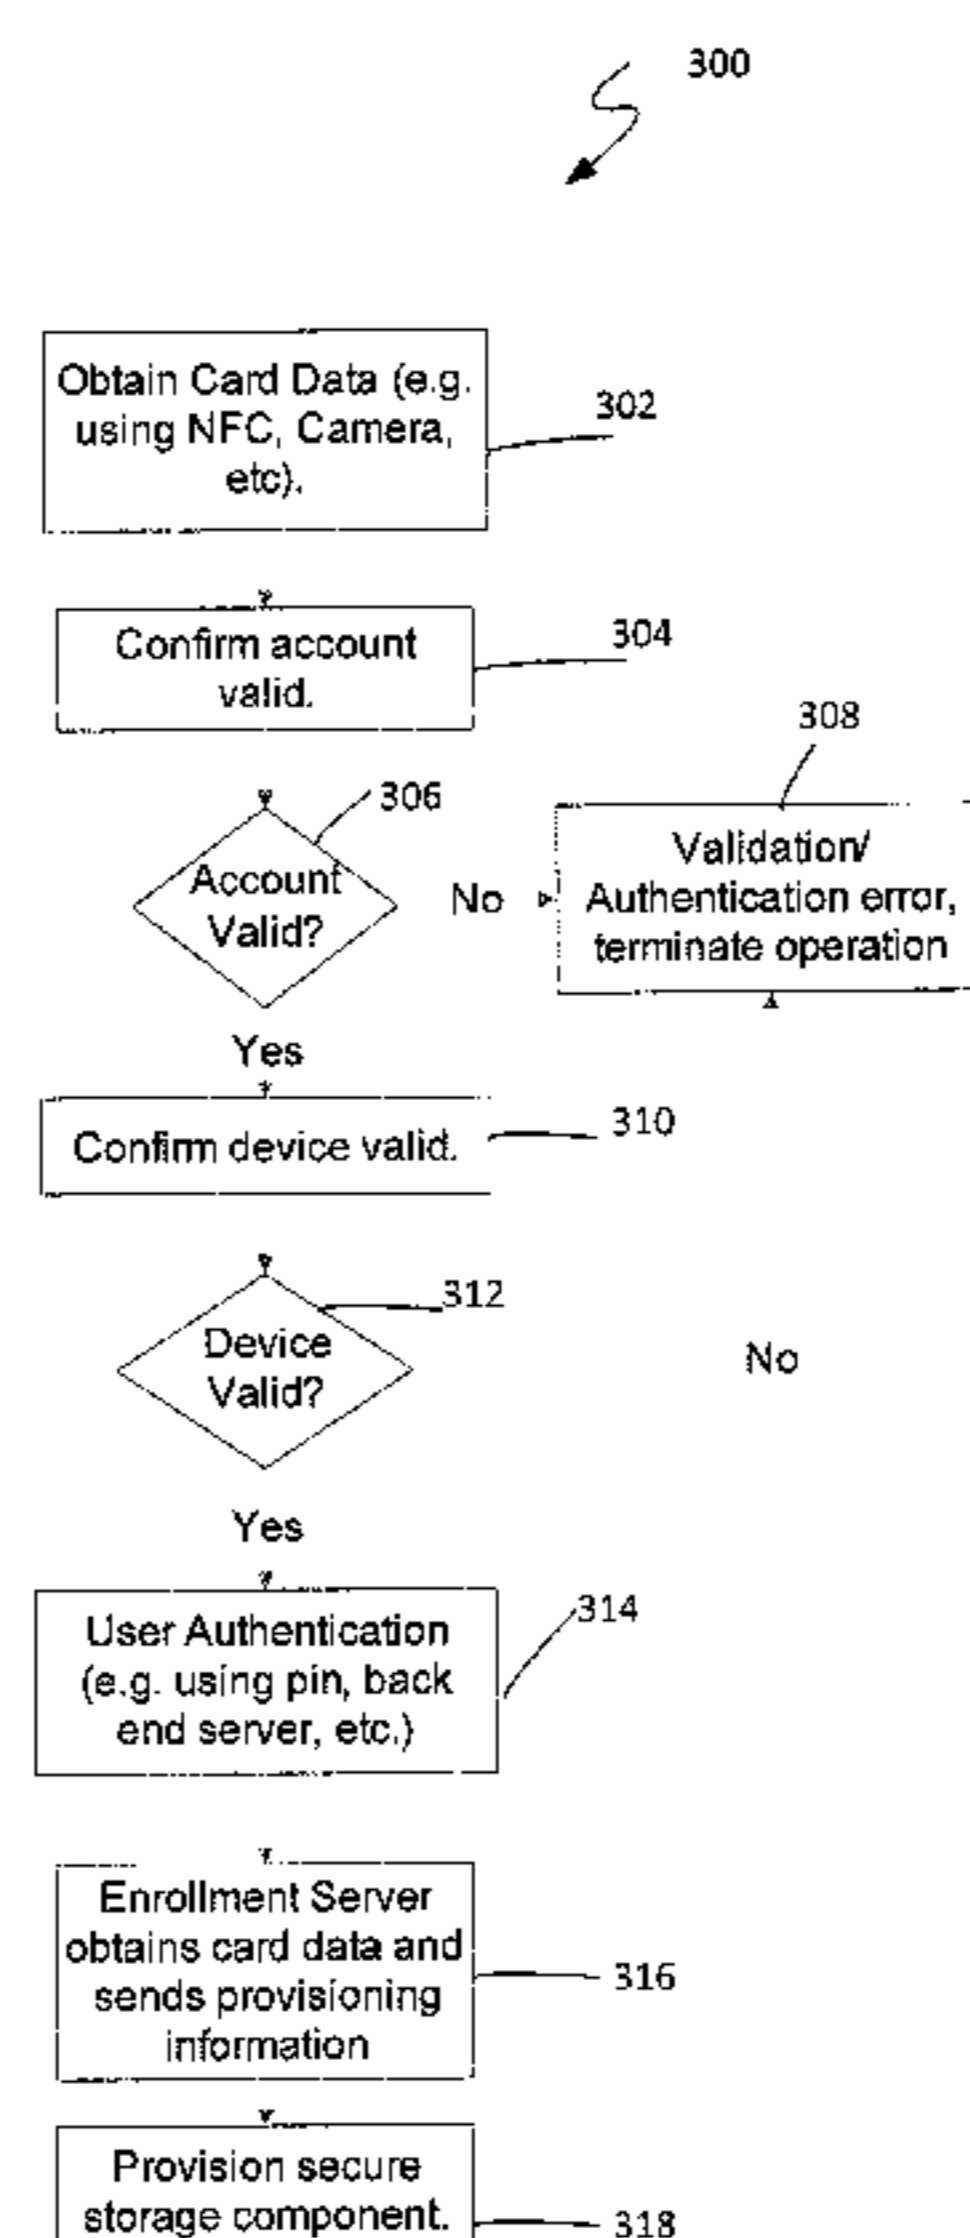 300
Obtain Card Data (e.g.
using NFC, Camera,
etc).
302
Confirm account
valid.
304
308
306
Account
Valid?
No
Validation/
Authentication error,
terminate operation
Yes
Confirm device valid.
310
312
Device
Valid?
No
Yes
User Authentication
(e.g. using pin, back
end server, etc.)
314
Enrollment Server
obtains card data and
sends provisioning
information
316
Provision secure
storage component.
318